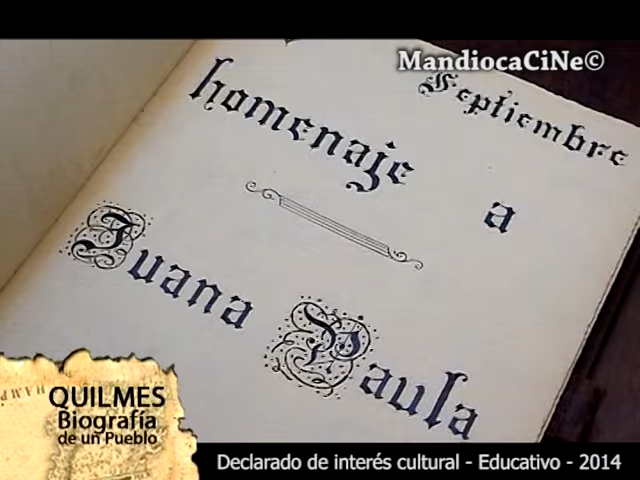 MandiocaCiNe©
Septiembre
homenaje a
Juana Paula
QUILMES
Biografía
de un Pueblo
Declarado de interés cultural - Educativo - 2014